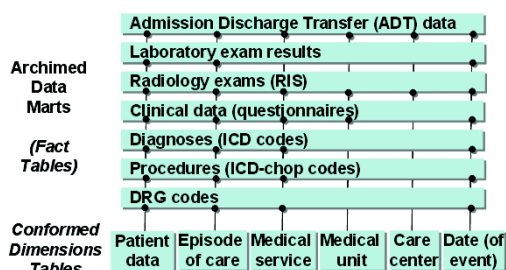 Admission Discharge Transfer (ADT) data
Laboratory exam results
Radiology exams (RIS)
Clinical data (questionnaires)
Diagnoses (ICD codes)
Procedures (ICD-chop codes)
DRG codes
Archimed
Data
Marts
(Fact
Tables)
Conformed
Dimensions
Tables
Patient
data
Episode
of care
Medical
service
Medical
unit
Care
center
Date (of
event)